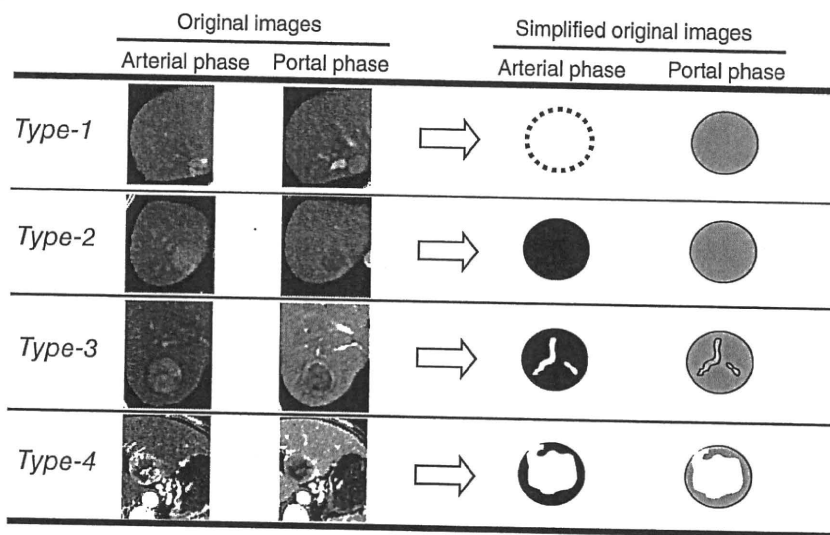 Original images
Simplified original images
Arterial phase
Portal phase
Arterial phase
Portal phase
Type-1
Type-2
Type-3
Type-4